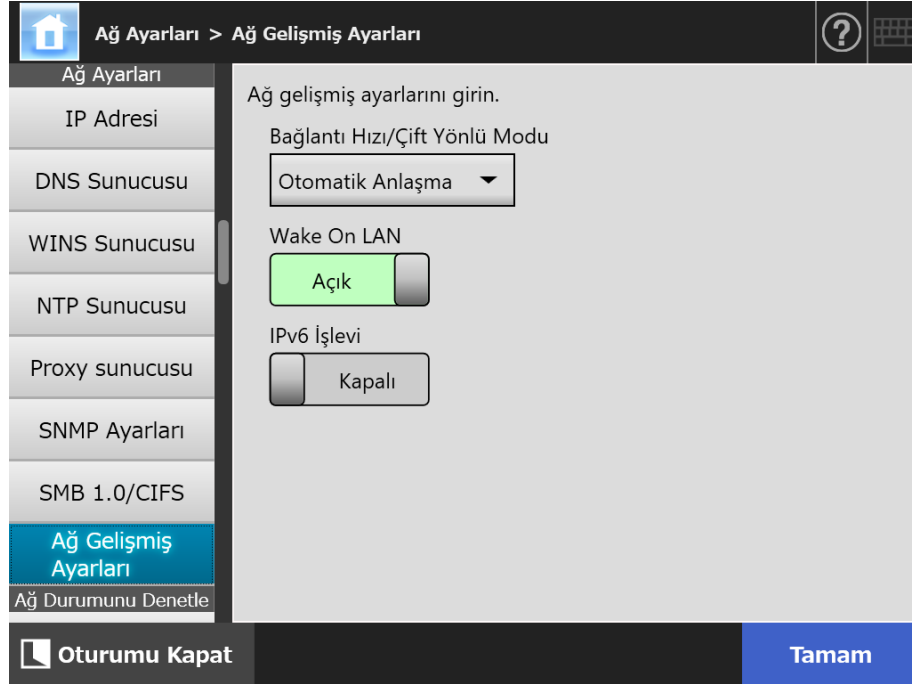 Ağ Ayarları > Ağ Gelişmiş Ayarları
?
Ağ Ayarları
IP Adresi
DNS Sunucusu
WINS Sunucusu
NTP Sunucusu
Proxy sunucusu
SNMP Ayarları
SMB 1.0/CIFS
Ağ Gelişmiş
Ayarları
Ağ Durumunu Denetle
Ağ gelişmiş ayarlarını girin.
Bağlantı Hızı/Çift Yönlü Modu
Otomatik Anlaşma
Wake On LAN
Açık
IPv6 İşlevi
Kapalı
Oturumu Kapat
Tamam